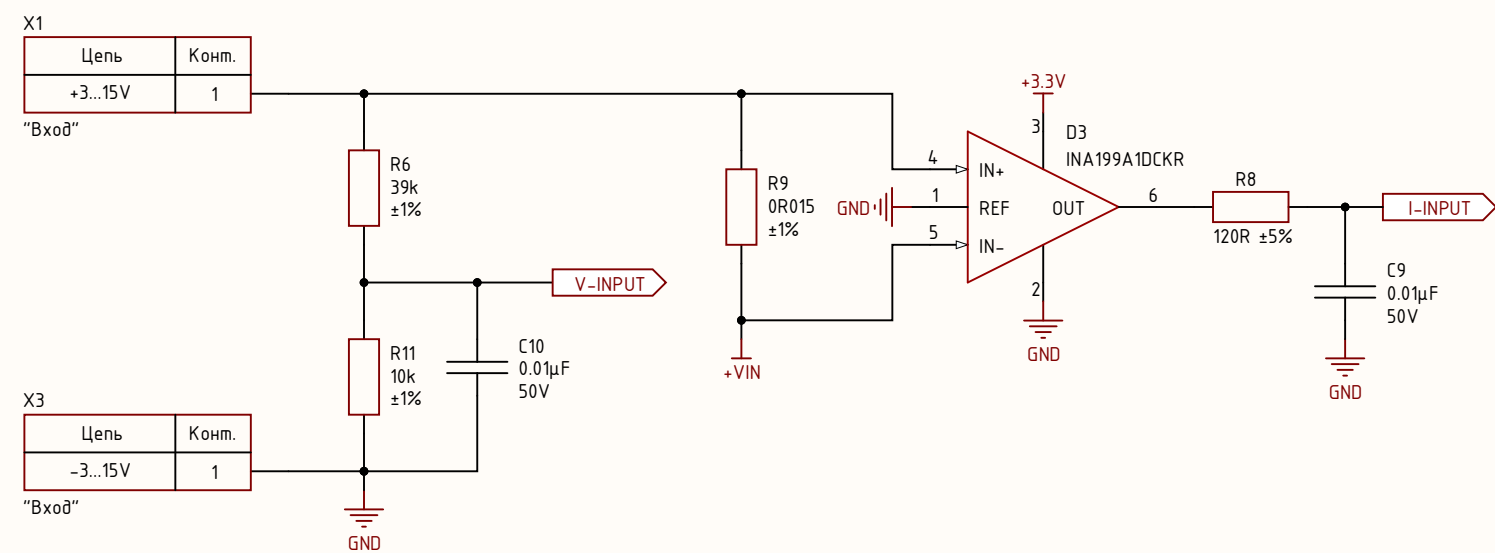 X1
Цепь Конт.
+3...15V 1
"Вход"
R6
39k
±1%
V-INPUT
R11
10k
±1%
C10
0.01µF
50V
X3
Цепь Конт.
-3...15V 1
"Вход"
GND
R9
0R015
±1%
+VIN
+3.3V
3
D3
INA199A1DCKR
4 IN+
GND 1 REF OUT 6
5 IN-
2
GND
R8
120R ±5%
I-INPUT
C9
0.01µF
50V
GND